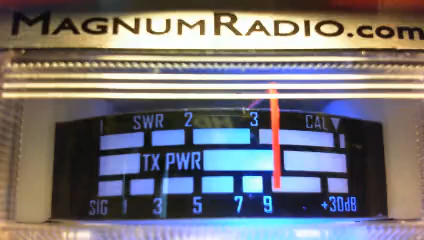 MAGNUMRADIO.com
1 SWR 2 3 CAL
TX PWR
SIG 1 3 5 7 9 +30dB